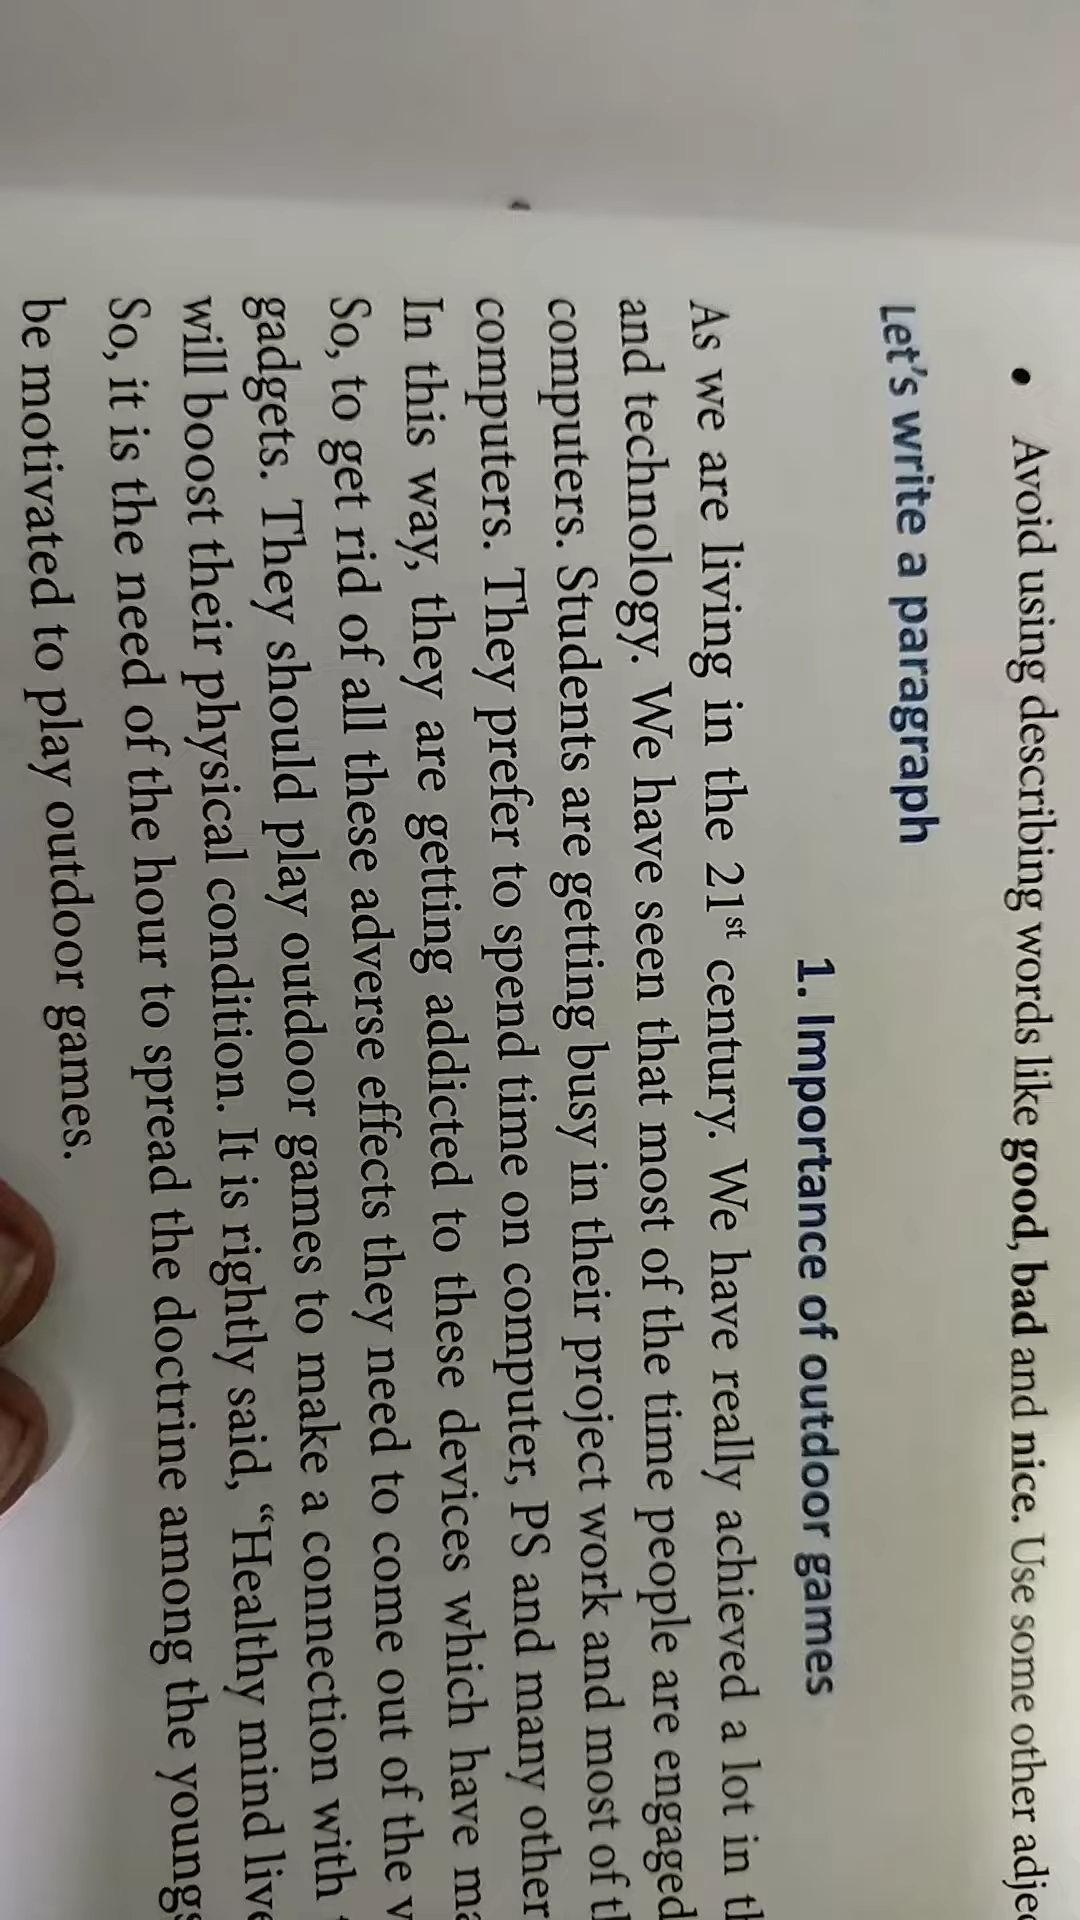 • Avoid using describing words like good, bad and nice. Use some other
Let's write a paragraph
1. Importance of outdoor games
As we are living in the 21st century. We have really achieved a lot in
and technology. We have seen that most of the time people are engaged
computers. Students are getting busy in their project work and most of
computers. They prefer to spend time on computer, PS and many other
In this way, they are getting addicted to these devices which have
So, to get rid of all these adverse effects they need to come out of the
gadgets. They should play outdoor games to make a connection with
will boost their physical condition. It is rightly said, “Healthy mind
So, it is the need of the hour to spread the doctrine among the
be motivated to play outdoor games.